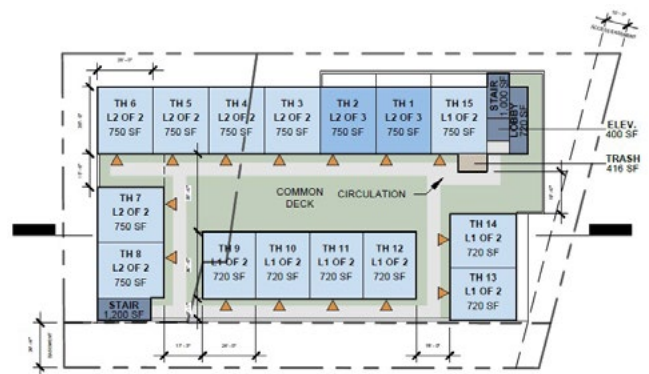 TH 6
L2 OF 2
750 SF
TH 5
L2 OF 2
750 SF
TH 4
L2 OF 2
750 SF
TH 3
L2 OF 2
750 SF
TH 2
L2 OF 3
750 SF
TH 1
L2 OF 3
750 SF
TH 15
L1 OF 2
750 SF
STAIR
1,000 SF
LOBBY
720 SF
ELEV.
400 SF
TRASH
416 SF
COMMON
DECK
CIRCULATION
TH 7
L2 OF 2
750 SF
TH 8
L2 OF 2
750 SF
STAIR
1,200 SF
TH 9
L1 OF 2
720 SF
TH 10
L1 OF 2
720 SF
TH 11
L1 OF 2
720 SF
TH 12
L1 OF 2
720 SF
TH 14
L1 OF 2
720 SF
TH 13
L1 OF 2
720 SF